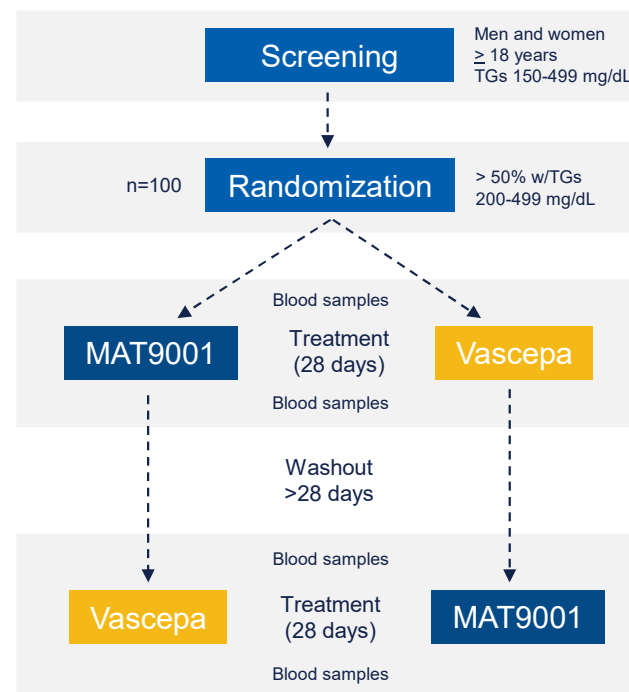 Screening
Men and women
≥ 18 years
TGs 150-499 mg/dL
n=100
Randomization
> 50% w/TGs
200-499 mg/dL
Blood samples
MAT9001
Treatment
(28 days)
Vascepa
Blood samples
Washout
>28 days
Blood samples
Vascepa
Treatment
(28 days)
MAT9001
Blood samples